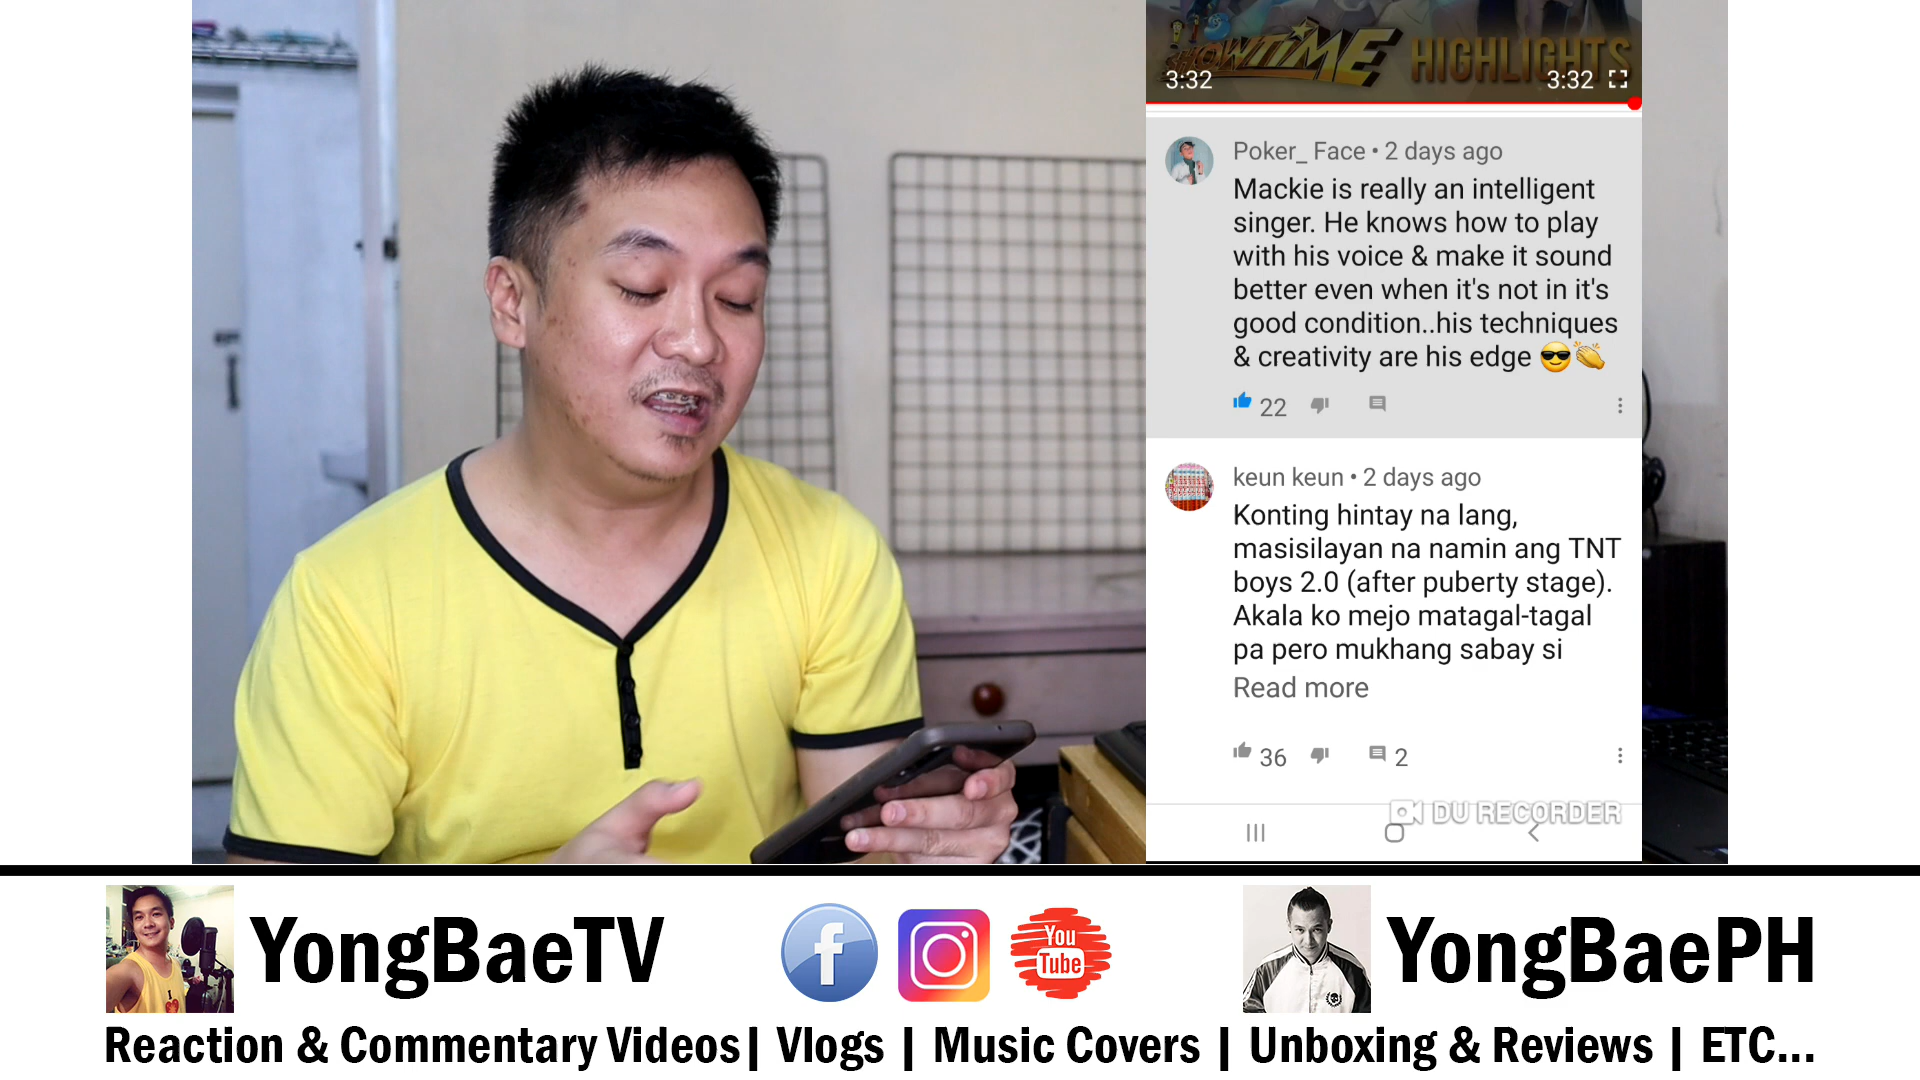 SHOWTIME HIGHLIGHTS
3:32 3:32
Poker_ Face • 2 days ago
Mackie is really an intelligent
singer. He knows how to play
with his voice & make it sound
better even when it's not in it's
good condition..his techniques
& creativity are his edge 😎👏
22
keun keun • 2 days ago
Konting hintay na lang,
masisilayan na namin ang TNT
boys 2.0 (after puberty stage).
Akala ko mejo matagal-tagal
pa pero mukhang sabay si
Read more
36 2
DU RECORDER
YongBaeTV
f
You
Tube
YongBaePH
Reaction & Commentary Videos| Vlogs | Music Covers | Unboxing & Reviews | ETC...